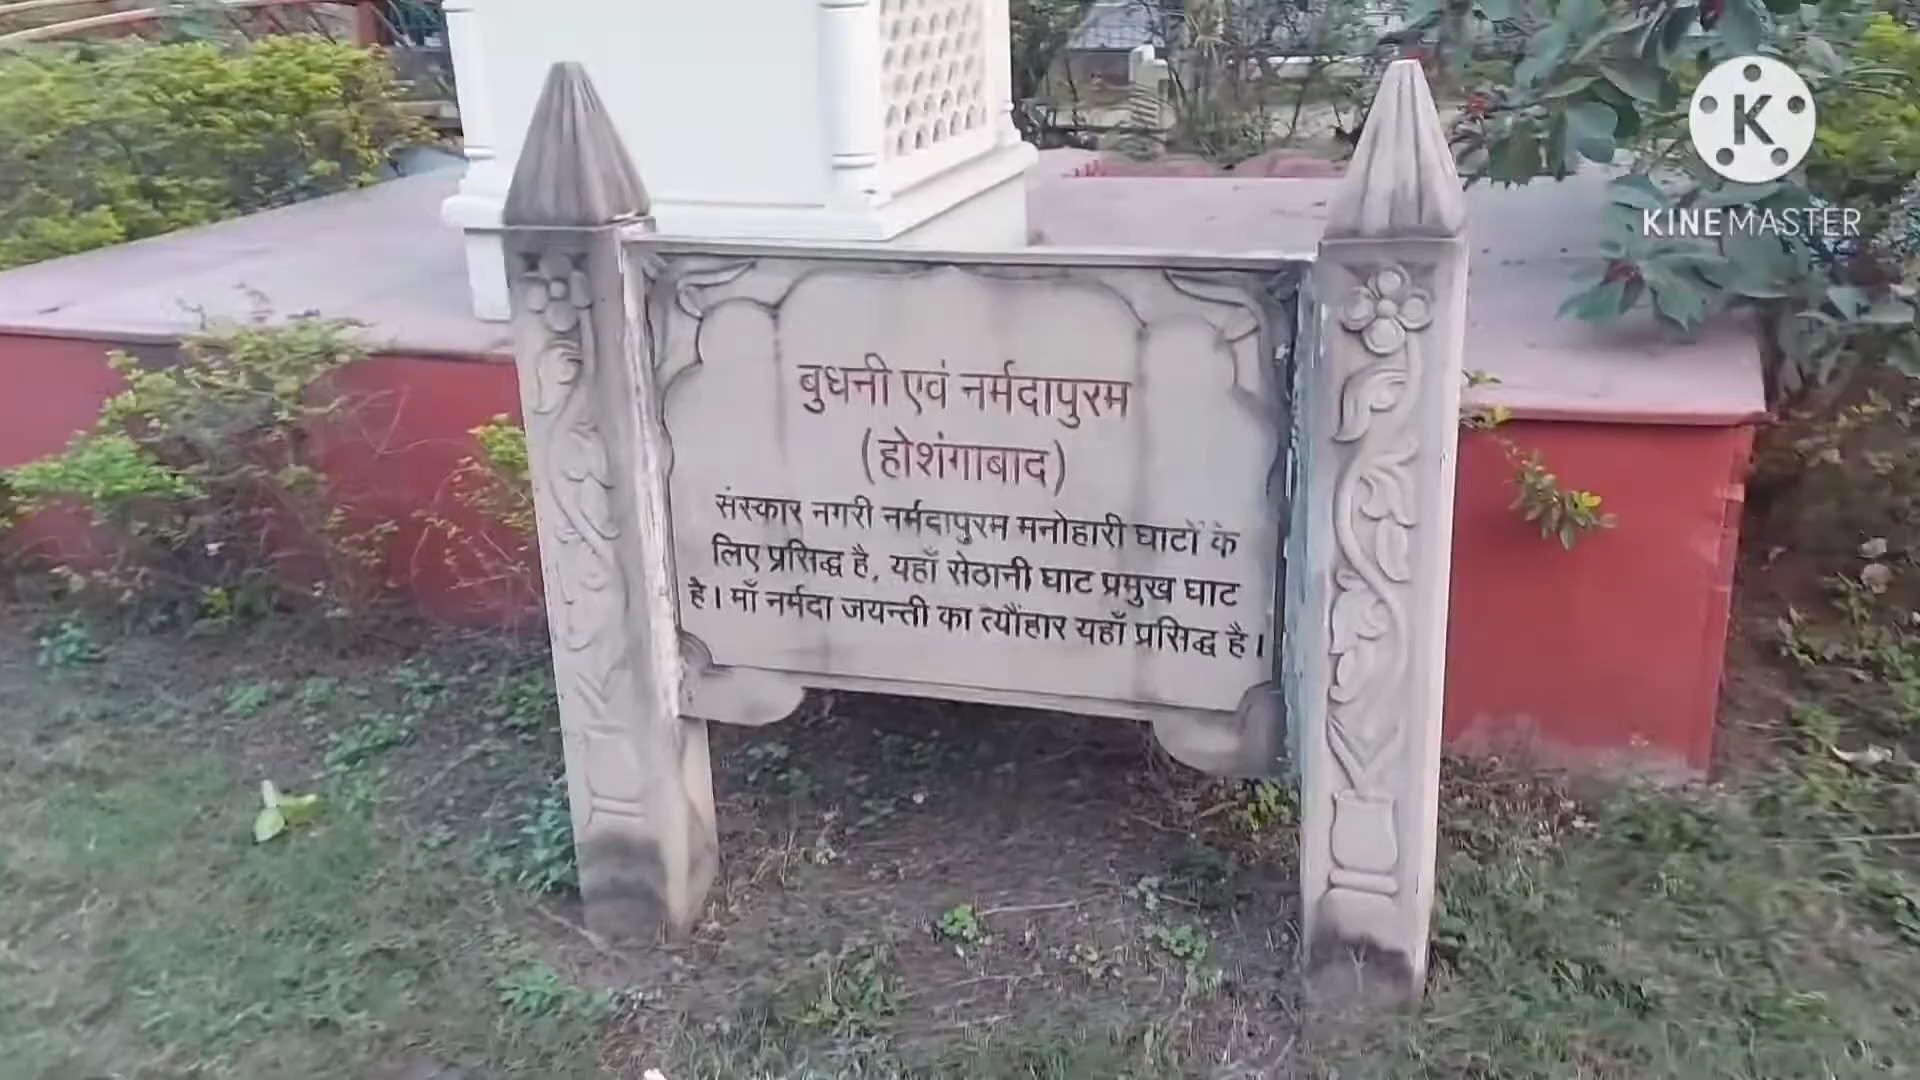 बुधनी एवं नर्मदापुरम
(होशंगाबाद)
संस्कार नगरी नर्मदापुरम मनोहारी घाटों के
लिए प्रसिद्ध है, यहाँ सेठानी घाट प्रमुख घाट
है। माँ नर्मदा जयन्ती का त्यौंहार यहाँ प्रसिद्ध है।
K
KINEMASTER